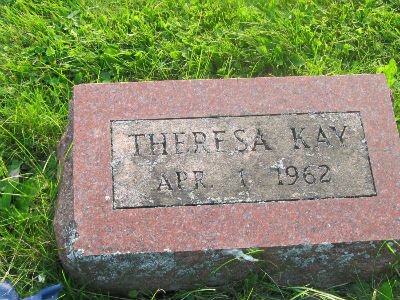 THERESA KAY
APR. 1 1962